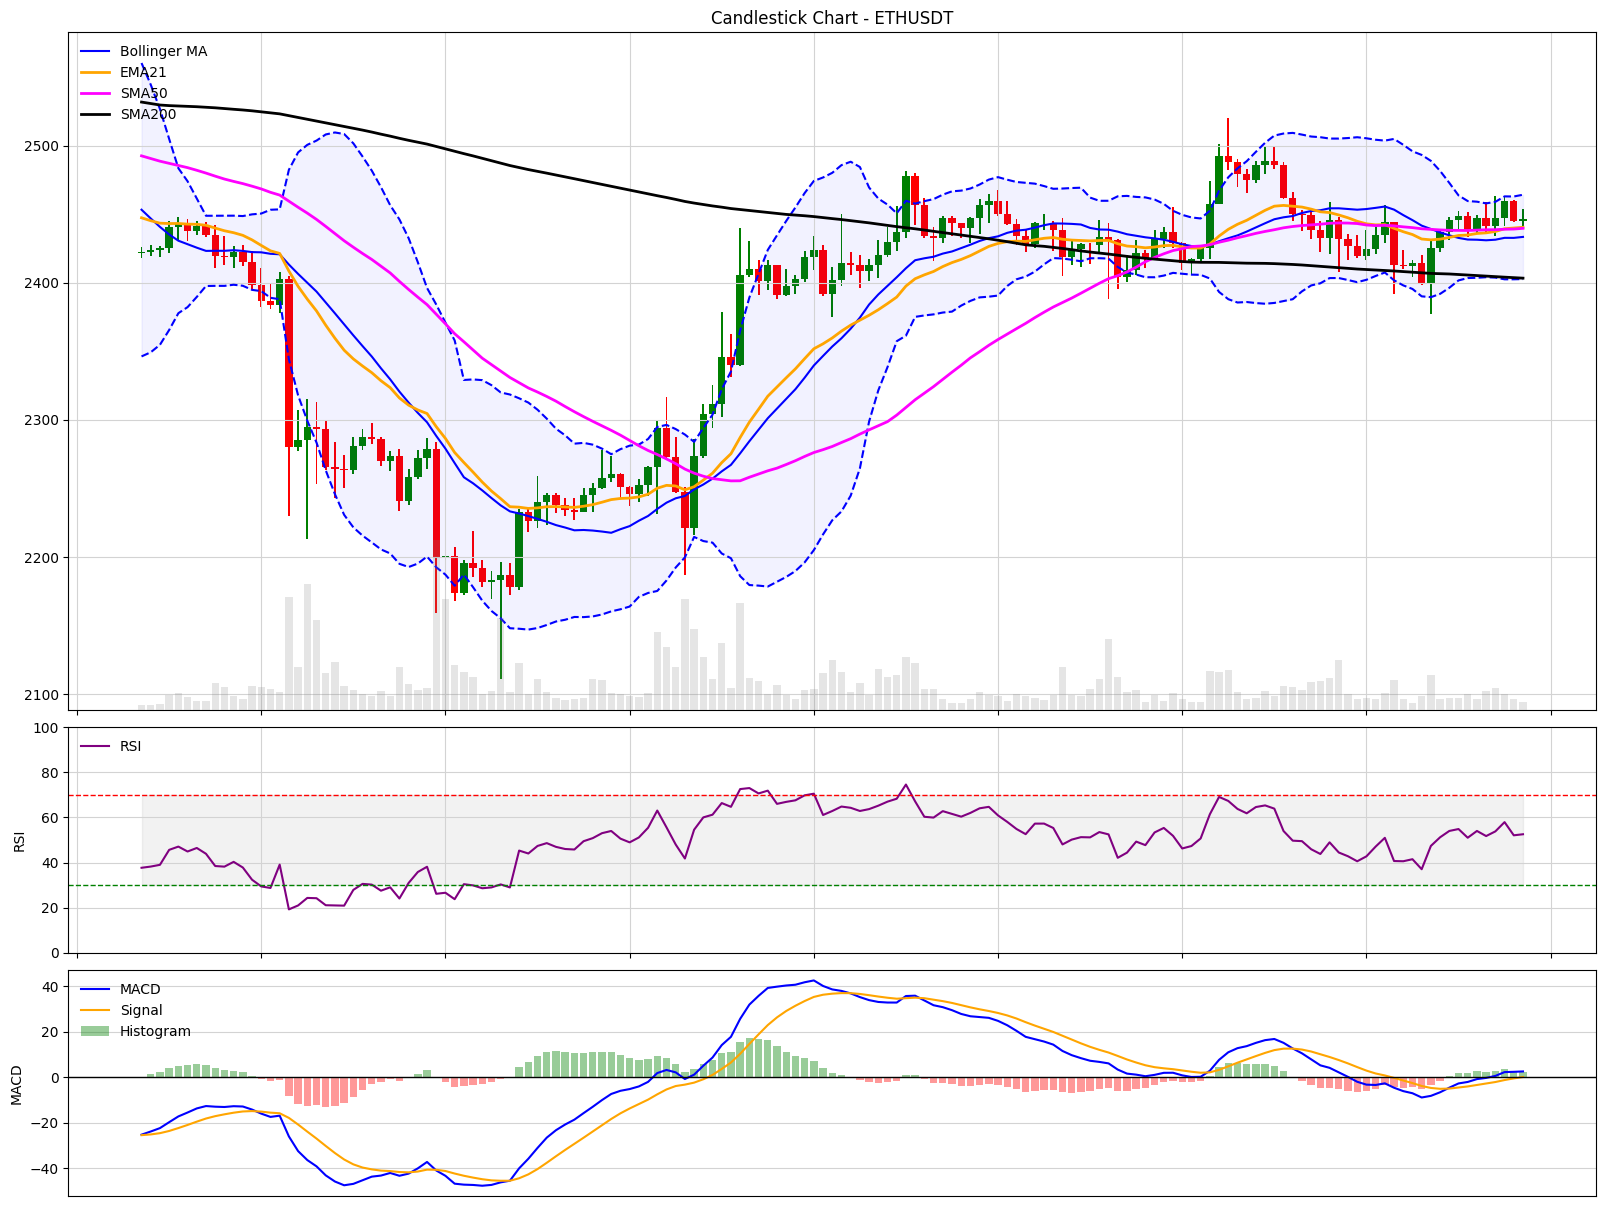 Candlestick Chart - ETHUSDT
Bollinger MA
EMA21
SMA50
SMA200
2500
2400
2300
2200
2100
RSI
100
80
60
40
20
0
RSI
MACD
Signal
Histogram
40
20
0
−20
−40
MACD